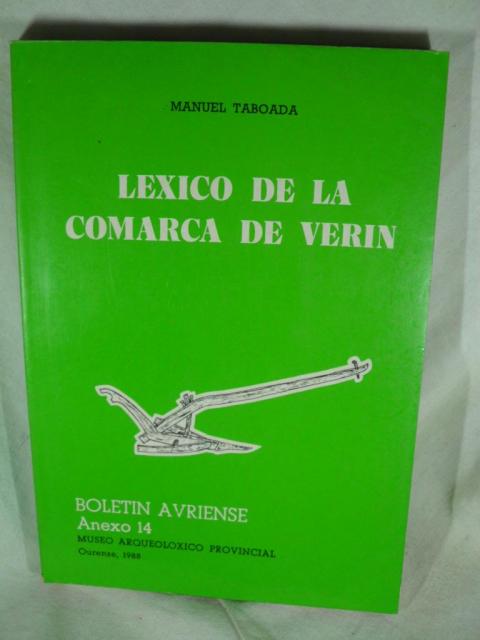 MANUEL TABOADA
LEXICO DE LA
COMARCA DE VERIN
BOLETIN AVRIENSE
Anexo 14
MUSEO ARQUEOLOXICO PROVINCIAL
Ourense, 1988